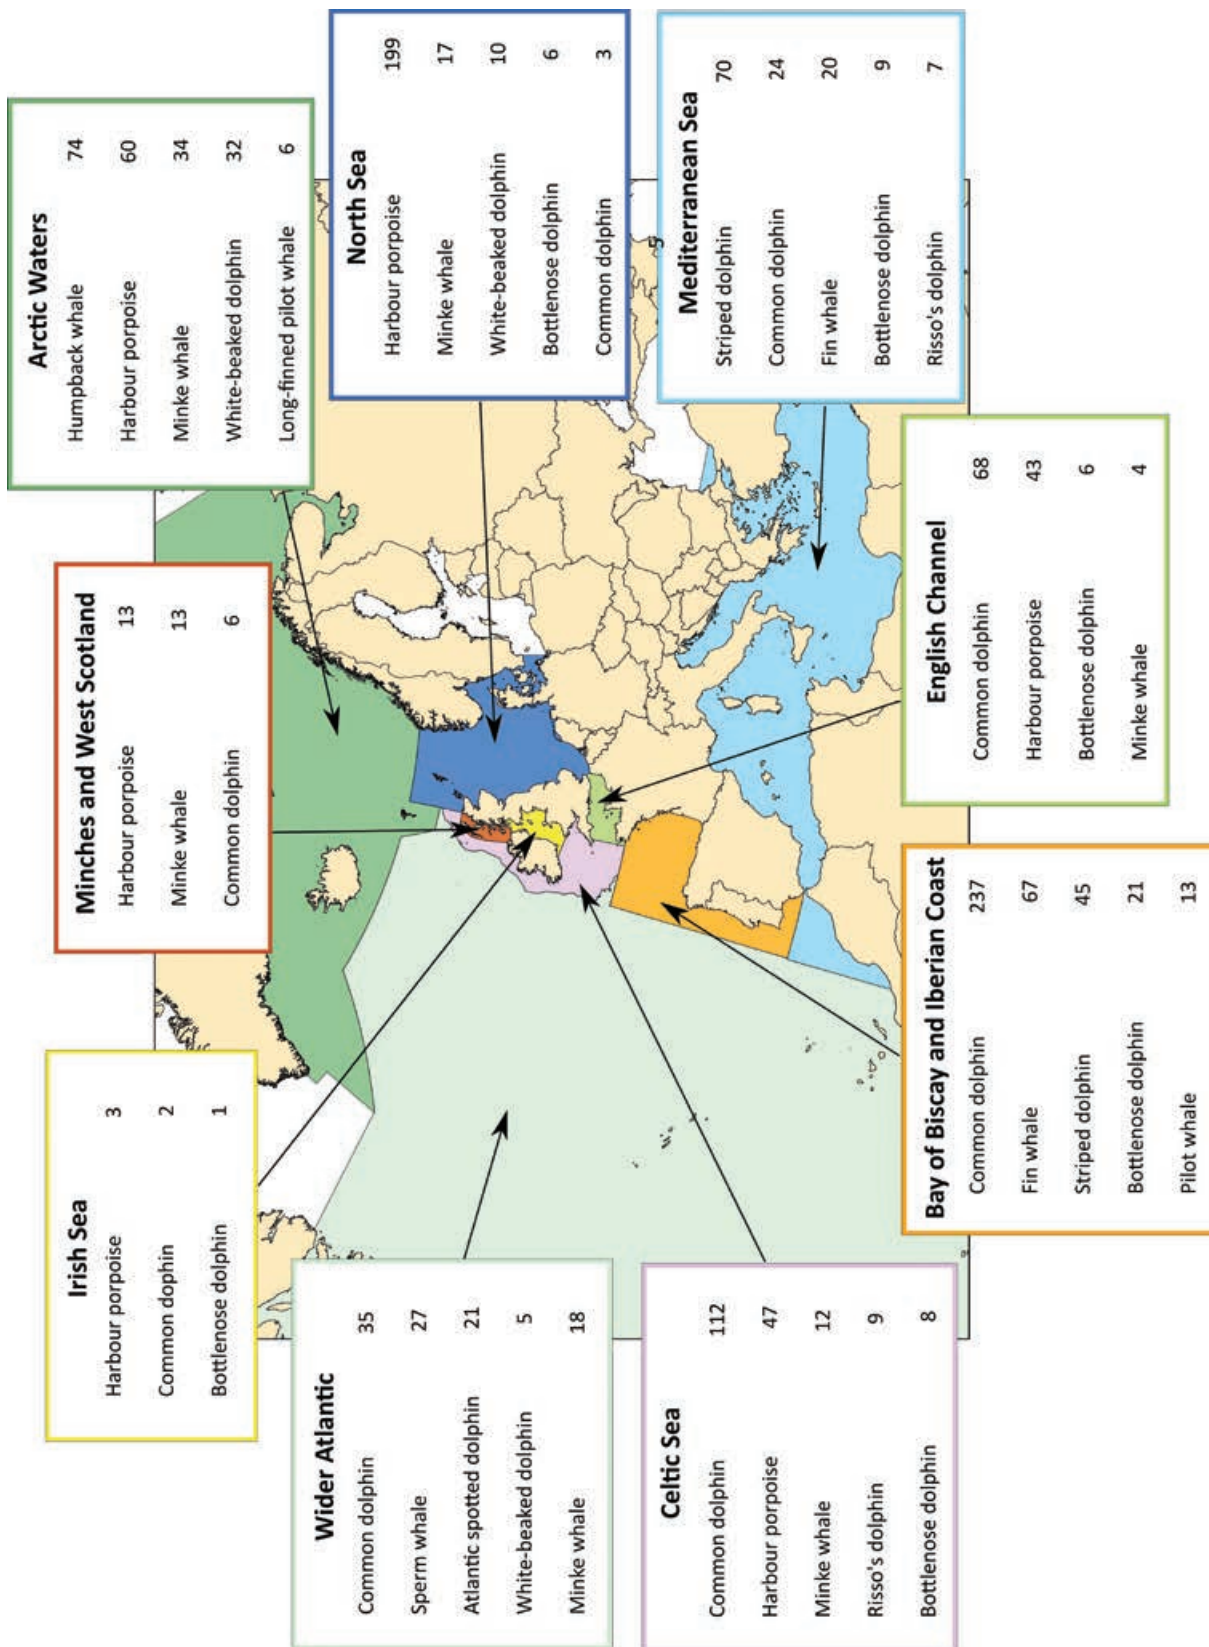 Irish Sea
Harbour porpoise 3
Common dophin 2
Bottlenose dolphin 1
Minches and West Scotland
Harbour porpoise 13
Minke whale 13
Common dolphin 6
Arctic Waters
Humpback whale 74
Harbour porpoise 60
Minke whale 34
White-beaked dolphin 32
Long-finned pilot whale 6
Wider Atlantic
Common dolphin 35
Sperm whale 27
Atlantic spotted dolphin 21
White-beaked dolphin 5
Minke whale 18
North Sea
Harbour porpoise 199
Minke whale 17
White-beaked dolphin 10
Bottlenose dolphin 6
Common dolphin 3
5
Celtic Sea
Common dolphin 112
Harbour porpoise 47
Minke whale 12
Risso's dolphin 9
Bottlenose dolphin 8
Mediterranean Sea
Striped dolphin 70
Common dolphin 24
Fin whale 20
Bottlenose dolphin 9
Risso's dolphin 7
Bay of Biscay and Iberian Coast
Common dolphin 237
Fin whale 67
Striped dolphin 45
Bottlenose dolphin 21
Pilot whale 13
English Channel
Common dolphin 68
Harbour porpoise 43
Bottlenose dolphin 6
Minke whale 4